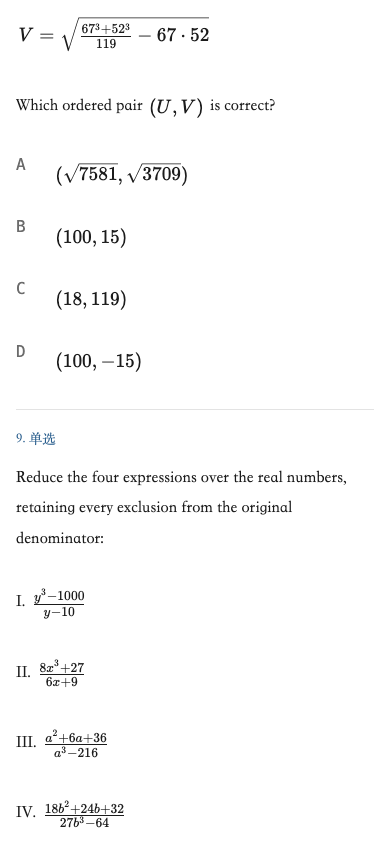 V = √((67³+52³)/119 − 67 · 52)
Which ordered pair (U, V) is correct?
A
(√7581, √3709)
B
(100, 15)
C
(18, 119)
D
(100, −15)
9. 单选
Reduce the four expressions over the real numbers,
retaining every exclusion from the original
denominator:
I. (y³−1000)/(y−10)
II. (8x³+27)/(6x+9)
III. (a²+6a+36)/(a³−216)
IV. (18b²+24b+32)/(27b³−64)